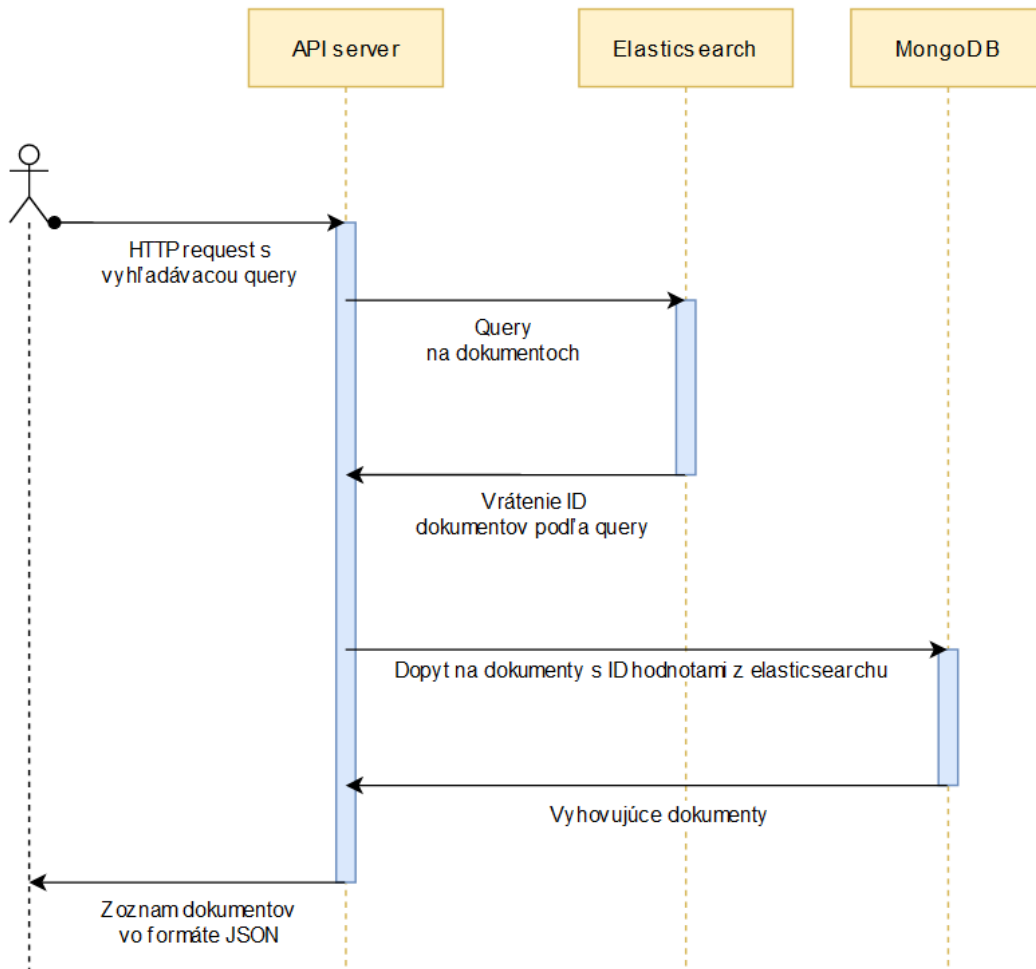 API server
Elasticsearch
MongoDB
HTTP request s
vyhľadávacou query
Query
na dokumentoch
Vrátenie ID
dokumentov podľa query
Dopyt na dokumenty s ID hodnotami z elasticsearchu
Vyhovujúce dokumenty
Zoznam dokumentov
vo formáte JSON